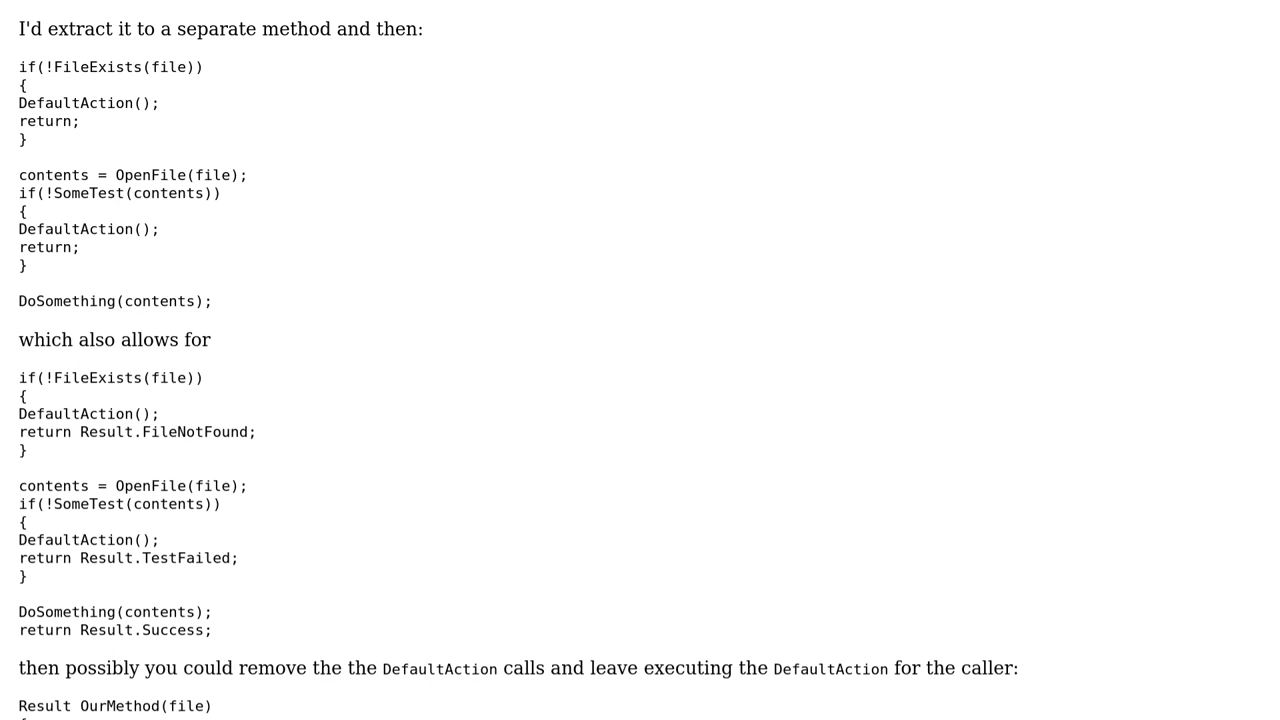 I'd extract it to a separate method and then:
if(!FileExists(file))
{
DefaultAction();
return;
}
contents = OpenFile(file);
if(!SomeTest(contents))
{
DefaultAction();
return;
}
DoSomething(contents);
which also allows for
if(!FileExists(file))
{
DefaultAction();
return Result.FileNotFound;
}
contents = OpenFile(file);
if(!SomeTest(contents))
{
DefaultAction();
return Result.TestFailed;
}
DoSomething(contents);
return Result.Success;
then possibly you could remove the the DefaultAction calls and leave executing the DefaultAction for the caller:
Result OurMethod(file)